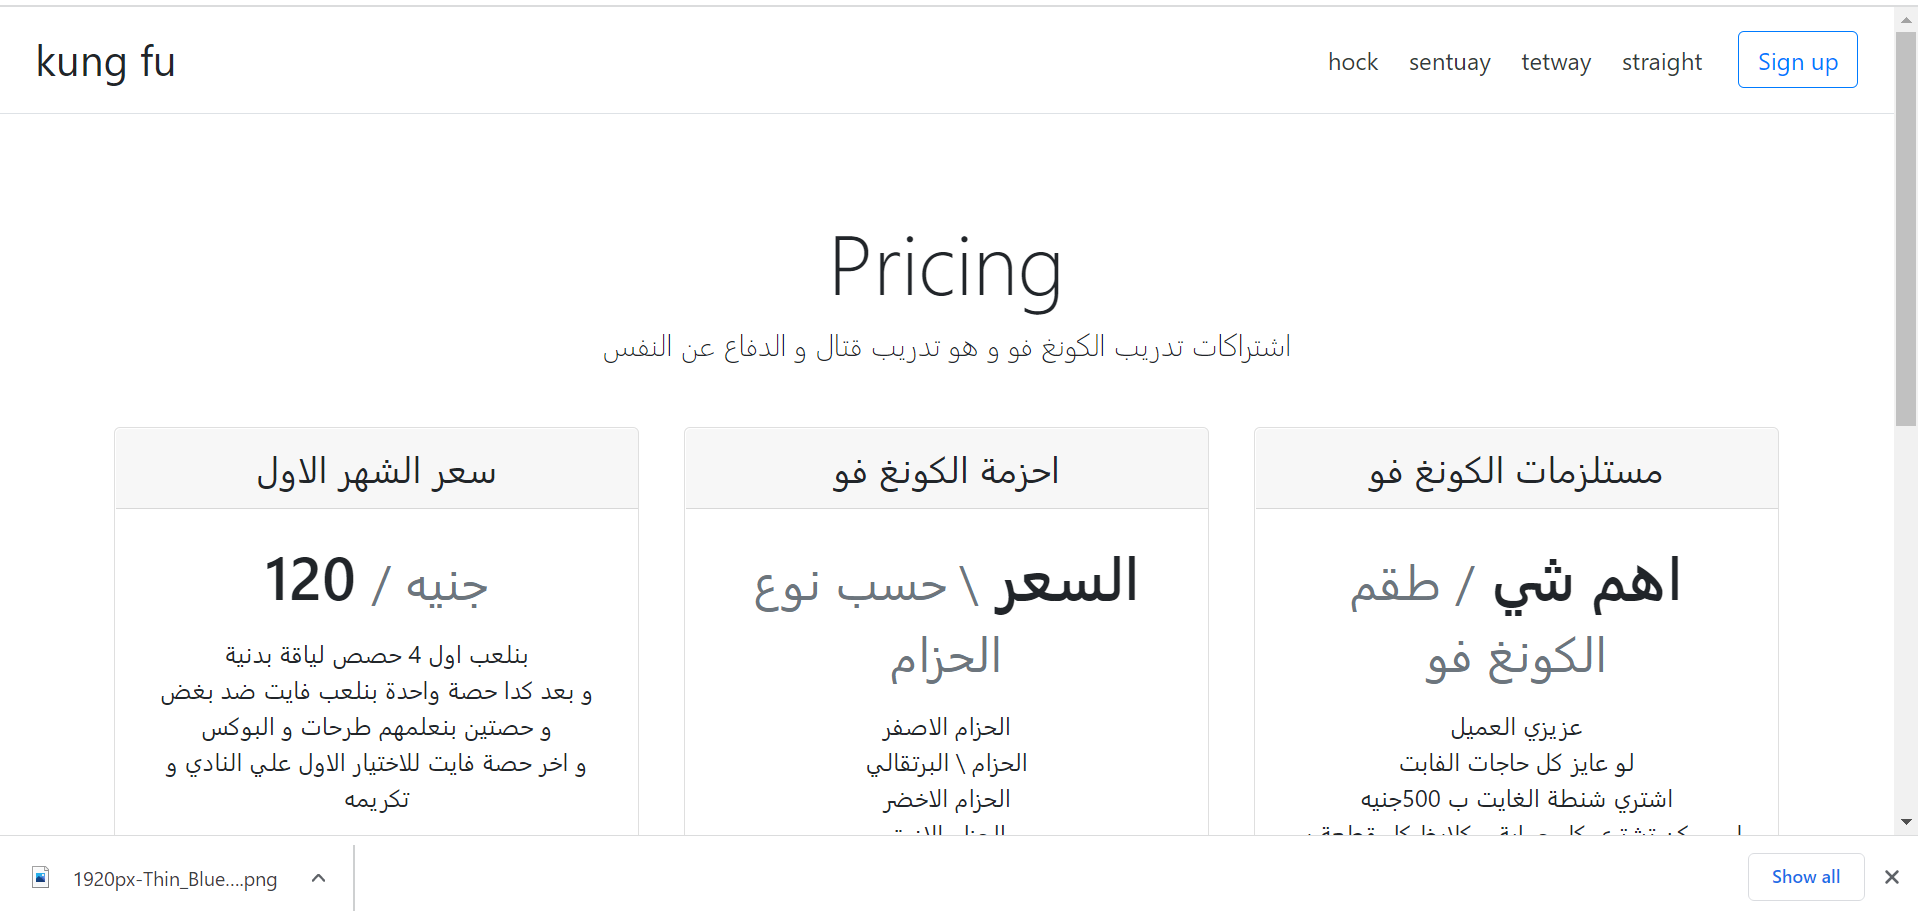 kung fu
hock
sentuay
tetway
straight
Sign up
Pricing
اشتراكات تدريب الكونغ فو و هو تدريب قتال و الدفاع عن النفس
سعر الشهر الاول
120 / جنيه
بنلعب اول 4 حصص لياقة بدنية
و بعد كدا حصة واحدة بنلعب فايت ضد بغض
و حصتين بنعلمهم طرحات و البوكس
و اخر حصة فايت للاختيار الاول علي النادي و
تكريمه
احزمة الكونغ فو
السعر \ حسب نوع
الحزام
الحزام الاصفر
الحزام \ البرتقالي
الحزام الاخضر
مستلزمات الكونغ فو
اهم شي / طقم
الكونغ فو
عزيزي العميل
لو عايز كل حاجات الفابت
اشتري شنطة الغايت ب 500جنيه
1920px-Thin_Blue....png
Show all